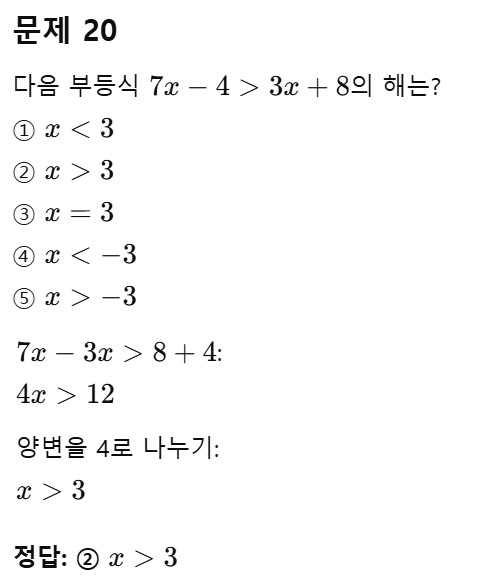 문제 20
다음 부등식 7x − 4 > 3x + 8의 해는?
① x < 3
② x > 3
③ x = 3
④ x < −3
⑤ x > −3
7x − 3x > 8 + 4:
4x > 12
양변을 4로 나누기:
x > 3
정답: ② x > 3